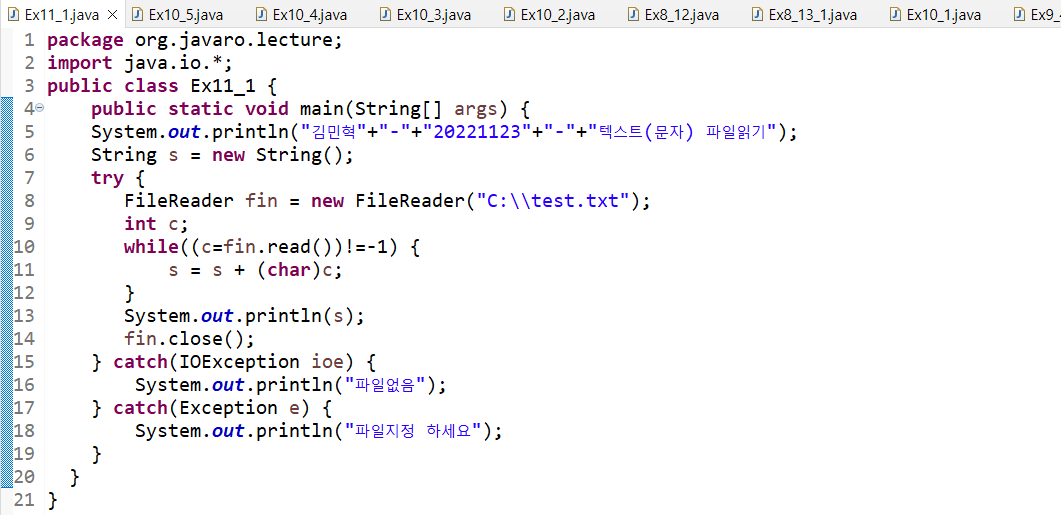 Ex11_1.java Ex10_5.java Ex10_4.java Ex10_3.java Ex10_2.java Ex8_12.java Ex8_13_1.java Ex10_1.java
1 package org.javaro.lecture;
2 import java.io.*;
3 public class Ex11_1 {
4 public static void main(String[] args) {
5 System.out.println("김민혁"+"-"+"20221123"+"-"+"텍스트(문자) 파일읽기");
6 String s = new String();
7 try {
8 FileReader fin = new FileReader("C:\\test.txt");
9 int c;
10 while((c=fin.read())!=-1) {
11 s = s + (char)c;
12 }
13 System.out.println(s);
14 fin.close();
15 } catch(IOException ioe) {
16 System.out.println("파일없음");
17 } catch(Exception e) {
18 System.out.println("파일지정 하세요");
19 }
20 }
21 }